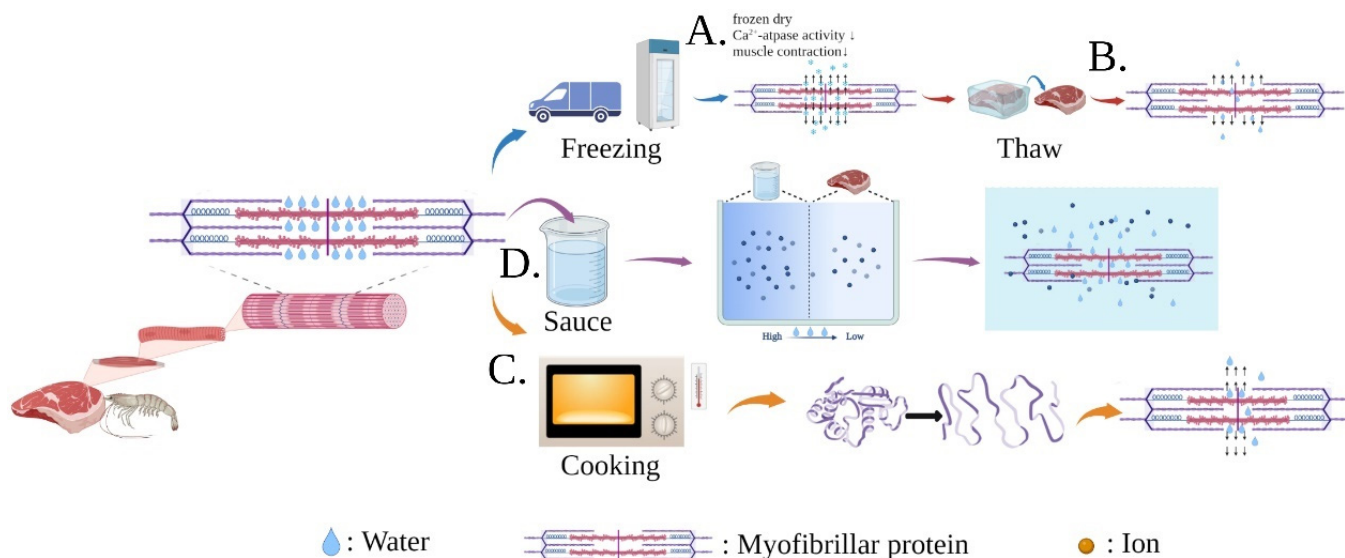 A.
frozen dry
Ca²⁺-atpase activity ↓
muscle contraction↓
B.
Freezing
Thaw
D.
Sauce
High
Low
C.
Cooking
: Water
: Myofibrillar protein
: Ion